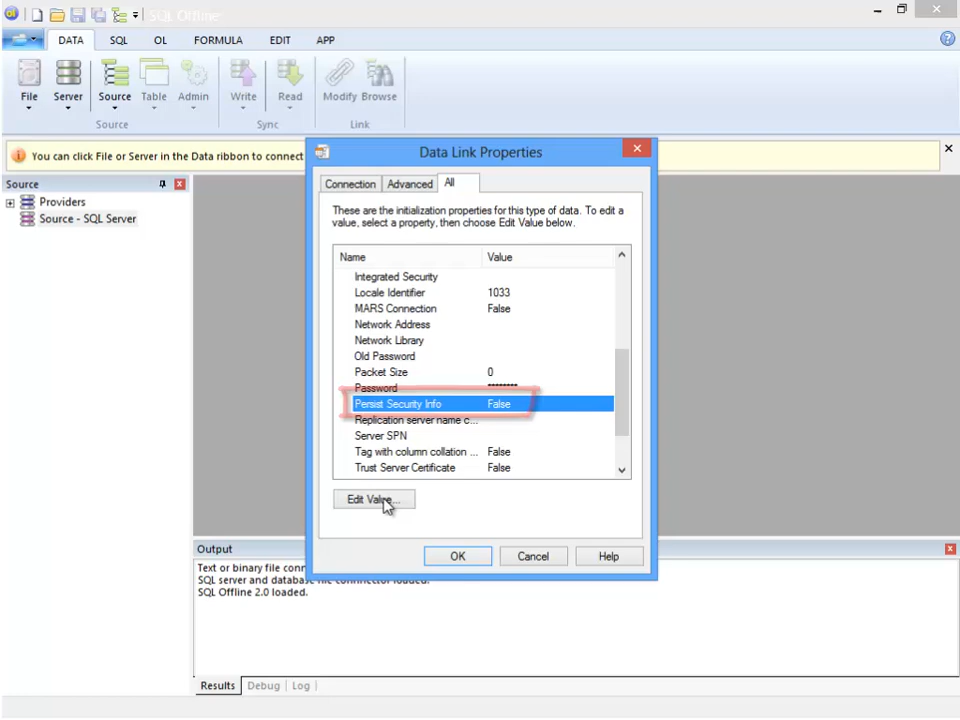 SQL Offline
DATA SQL OL FORMULA EDIT APP
File Server Source Table Admin Write Read Modify Browse
Source Sync Link
You can click File or Server in the Data ribbon to connect
Source
Providers
Source - SQL Server
Data Link Properties
Connection Advanced All
These are the initialization properties for this type of data. To edit a
value, select a property, then choose Edit Value below.
Name Value
Integrated Security
Locale Identifier 1033
MARS Connection False
Network Address
Network Library
Old Password
Packet Size 0
Password ********
Persist Security Info False
Replication server name c...
Server SPN
Tag with column collation ... False
Trust Server Certificate False
Edit Value...
OK Cancel Help
Output
Text or binary file conn
SQL server and database file connector loaded.
SQL Offline 2.0 loaded.
Results Debug Log